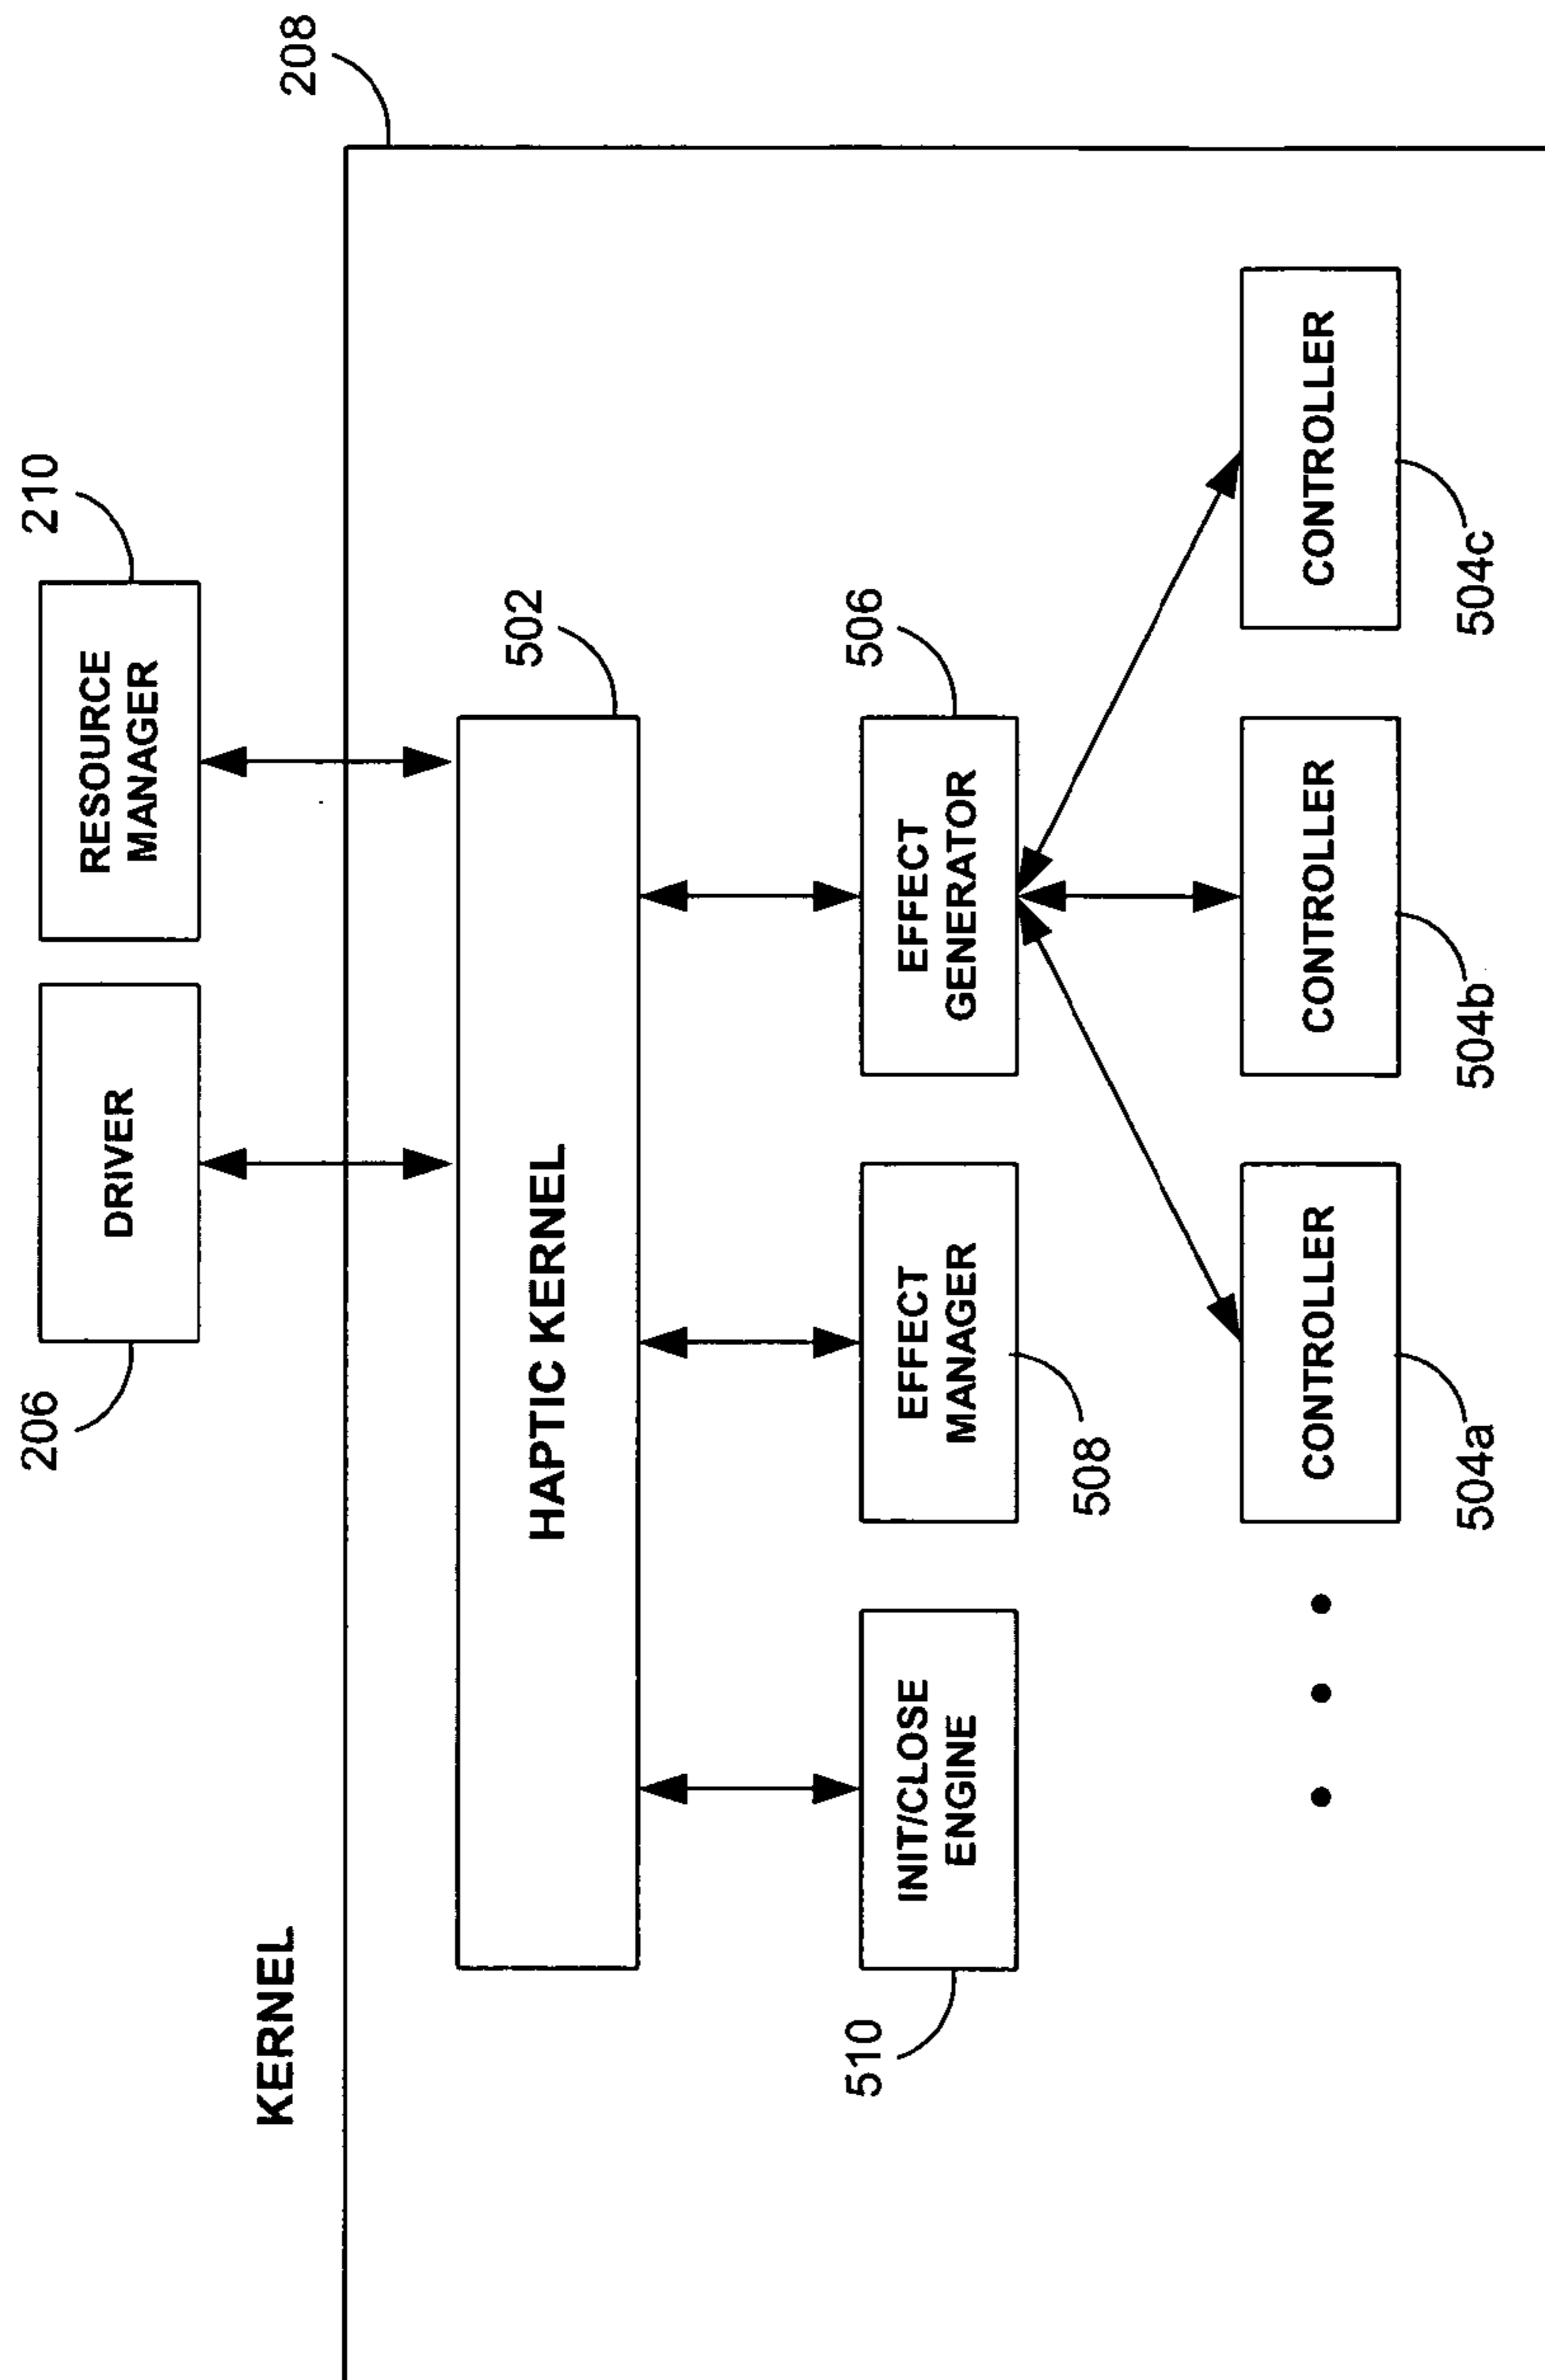 206
DRIVER
RESOURCE
MANAGER
210
KERNEL
208
HAPTIC KERNEL
502
510
INIT/CLOSE
ENGINE
EFFECT
MANAGER
508
EFFECT
GENERATOR
506
CONTROLLER
504a
CONTROLLER
504b
CONTROLLER
504c